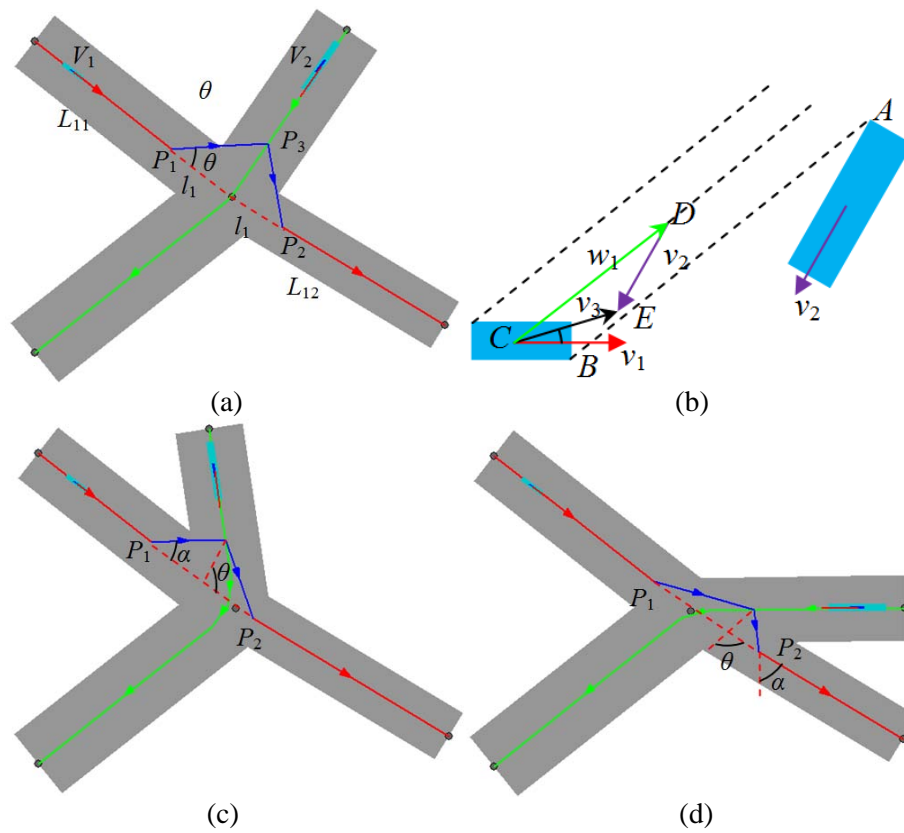 V1
V2
θ
L11
P1
θ
P3
l1
l1
P2
L12
(a)
A
D
w1
v2
v3
E
C
B
v1
v2
(b)
P1
α
θ
P2
(c)
P1
θ
P2
α
(d)